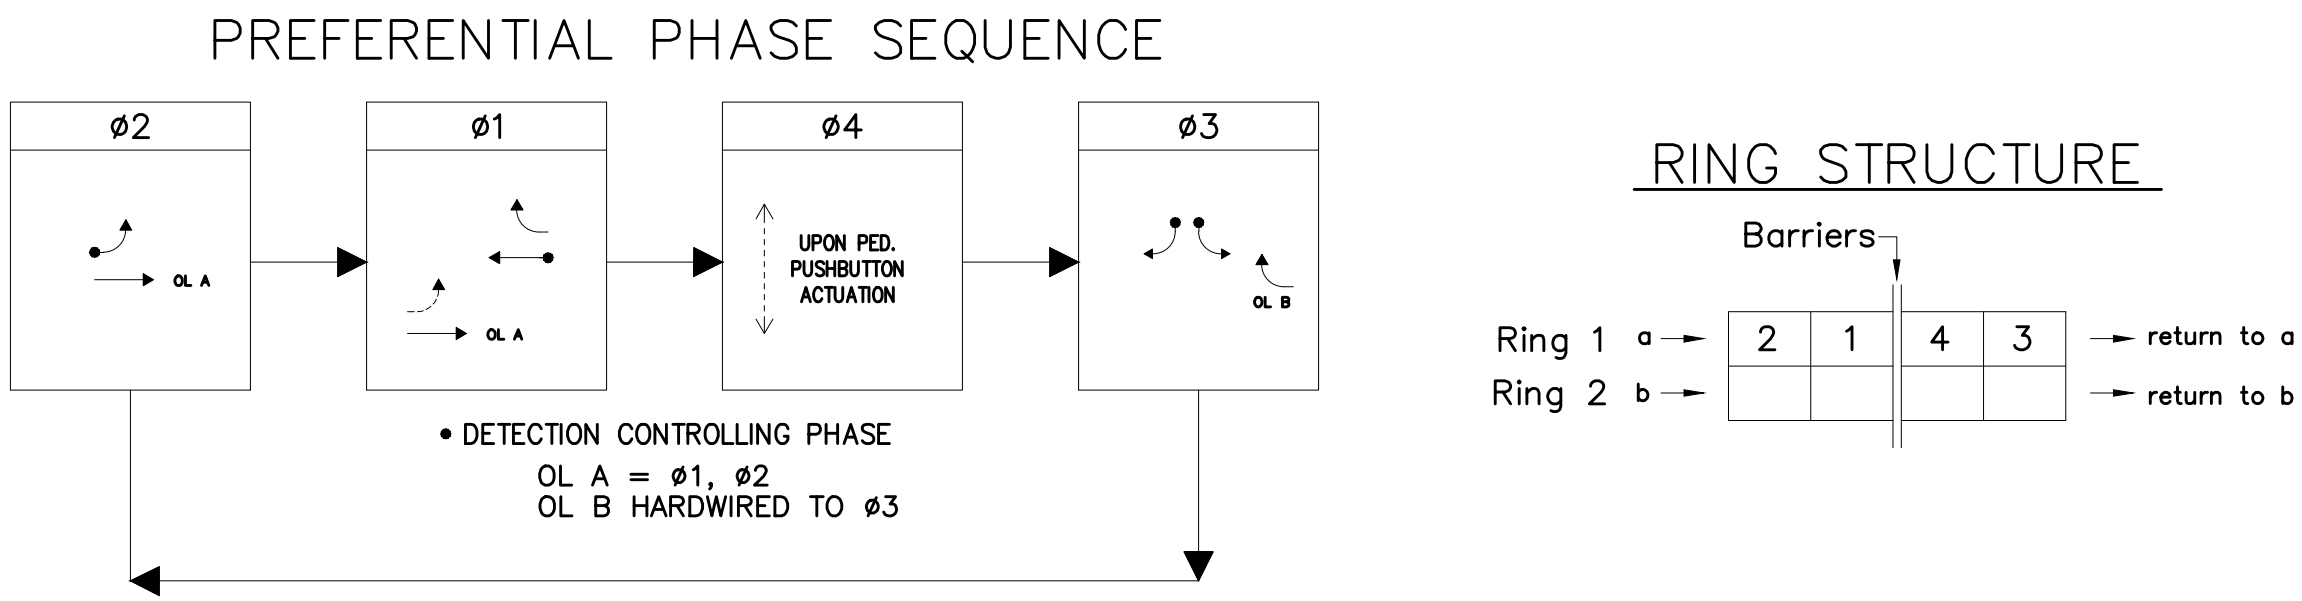 PREFERENTIAL PHASE SEQUENCE
ø2
OL A
ø1
OL A
ø4
UPON PED.
PUSHBUTTON
ACTUATION
ø3
OL B
• DETECTION CONTROLLING PHASE
OL A = ø1, ø2
OL B HARDWIRED TO ø3
RING STRUCTURE
Barriers
Ring 1 a 2 1 4 3 return to a
Ring 2 b return to b